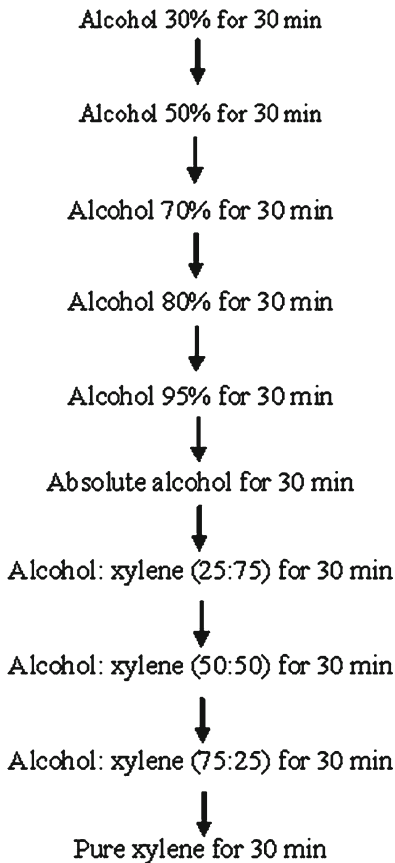 Alcohol 30% for 30 min
Alcohol 50% for 30 min
Alcohol 70% for 30 min
Alcohol 80% for 30 min
Alcohol 95% for 30 min
Absolute alcohol for 30 min
Alcohol: xylene (25:75) for 30 min
Alcohol: xylene (50:50) for 30 min
Alcohol: xylene (75:25) for 30 min
Pure xylene for 30 min